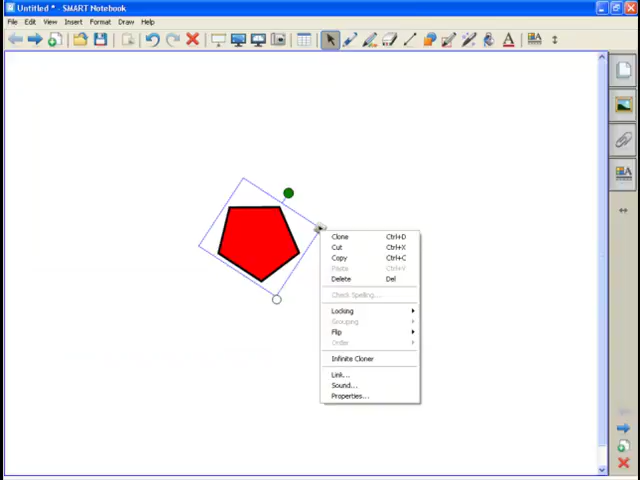 Untitled * - SMART Notebook
File Edit View Insert Format Draw Help
Clone Ctrl+D
Cut Ctrl+X
Copy Ctrl+C
Paste Ctrl+V
Delete Del
Check Spelling...
Locking
Grouping
Flip
Order
Infinite Cloner
Link...
Sound...
Properties...